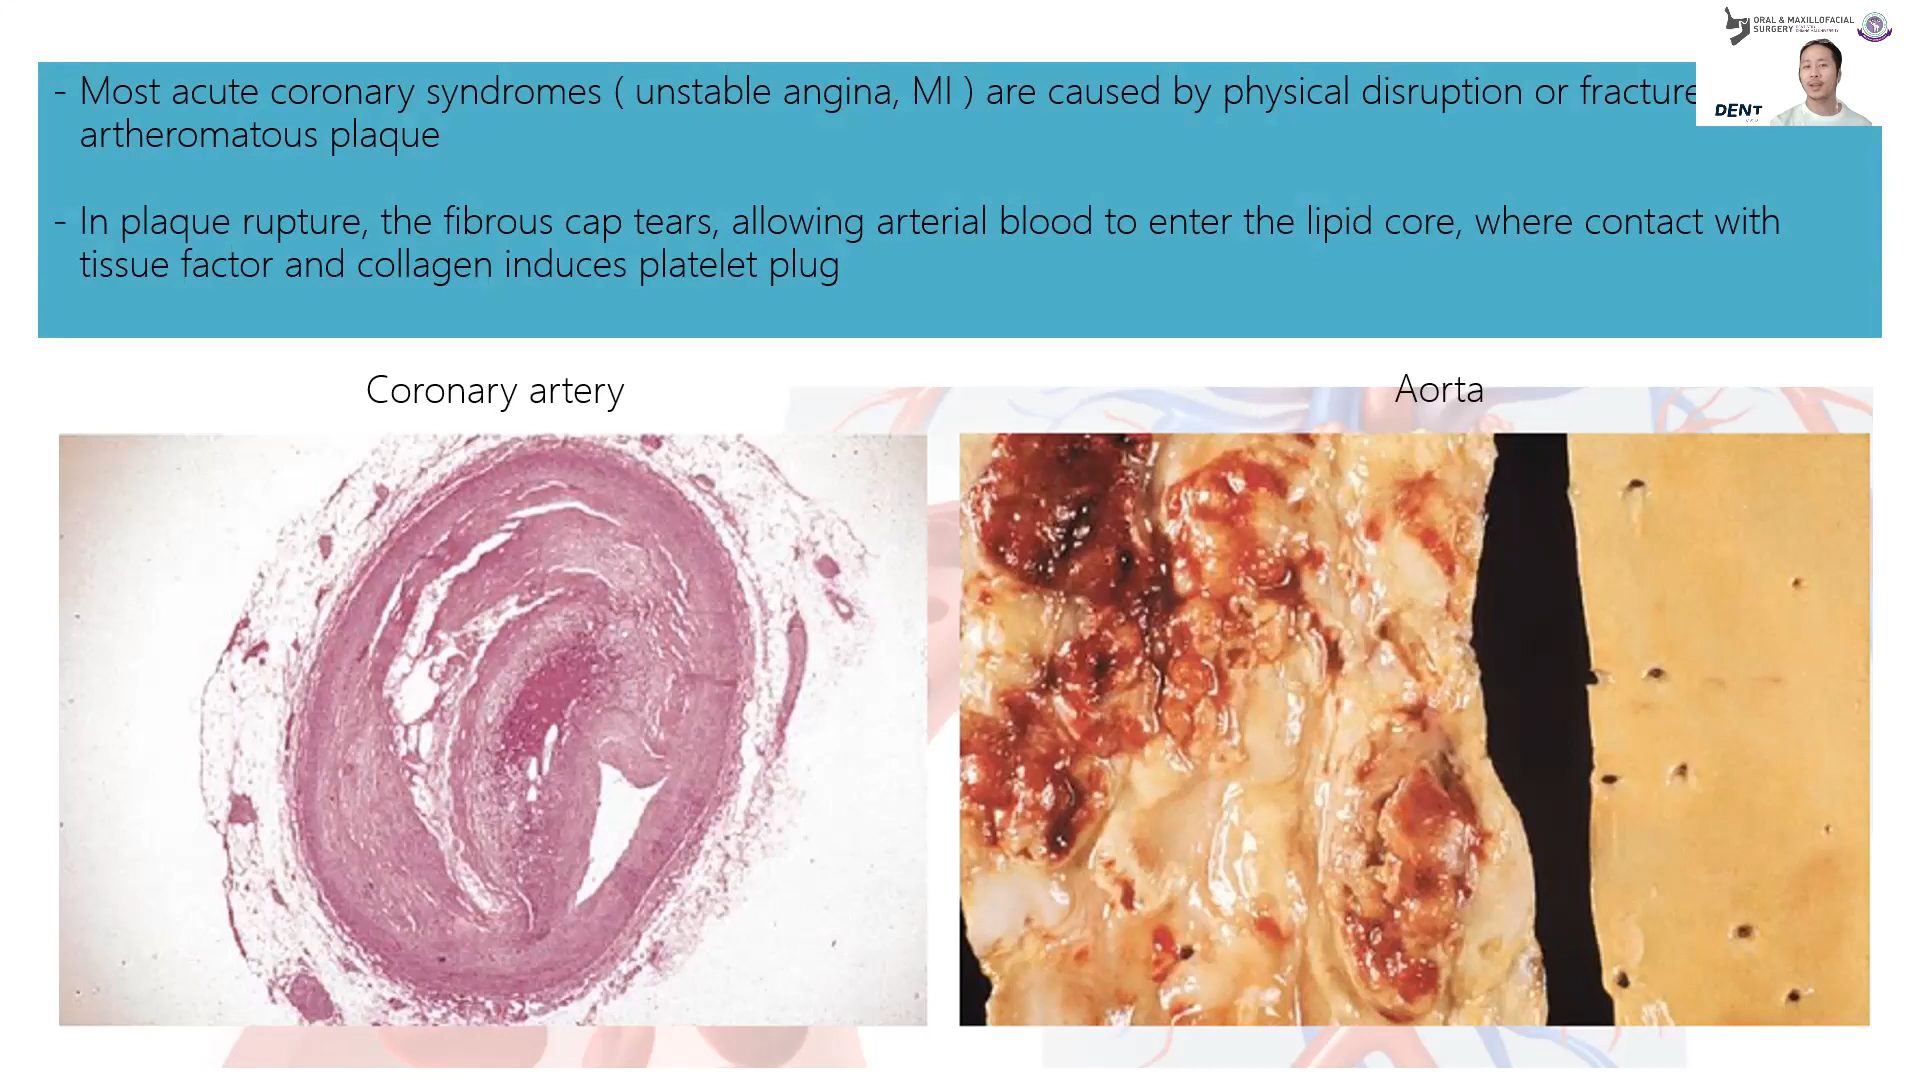 ORAL & MAXILLOFACIAL
SURGERY
- Most acute coronary syndromes ( unstable angina, MI ) are caused by physical disruption or fracture
artheromatous plaque
DENT
- In plaque rupture, the fibrous cap tears, allowing arterial blood to enter the lipid core, where contact with
tissue factor and collagen induces platelet plug
Coronary artery
Aorta